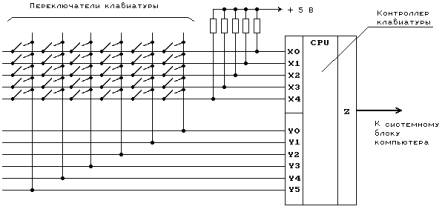 Переключатели клавиатуры
+ 5 В
Контроллер
клавиатуры
CPU
X0
X1
X2
X3
X4
Z
Y0
Y1
Y2
Y3
Y4
Y5
К системному
блоку
компьютера